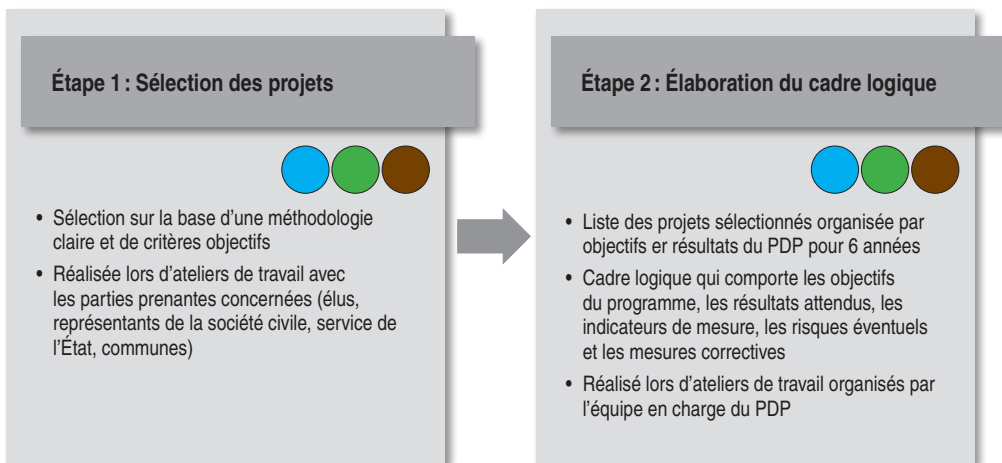 Étape 1 : Sélection des projets
• Sélection sur la base d’une méthodologie
claire et de critères objectifs
• Réalisée lors d’ateliers de travail avec
les parties prenantes concernées (élus,
représentants de la société civile, service de
l’État, communes)
Étape 2 : Élaboration du cadre logique
• Liste des projets sélectionnés organisée par
objectifs er résultats du PDP pour 6 années
• Cadre logique qui comporte les objectifs
du programme, les résultats attendus, les
indicateurs de mesure, les risques éventuels
et les mesures correctives
• Réalisé lors d’ateliers de travail organisés par
l’équipe en charge du PDP